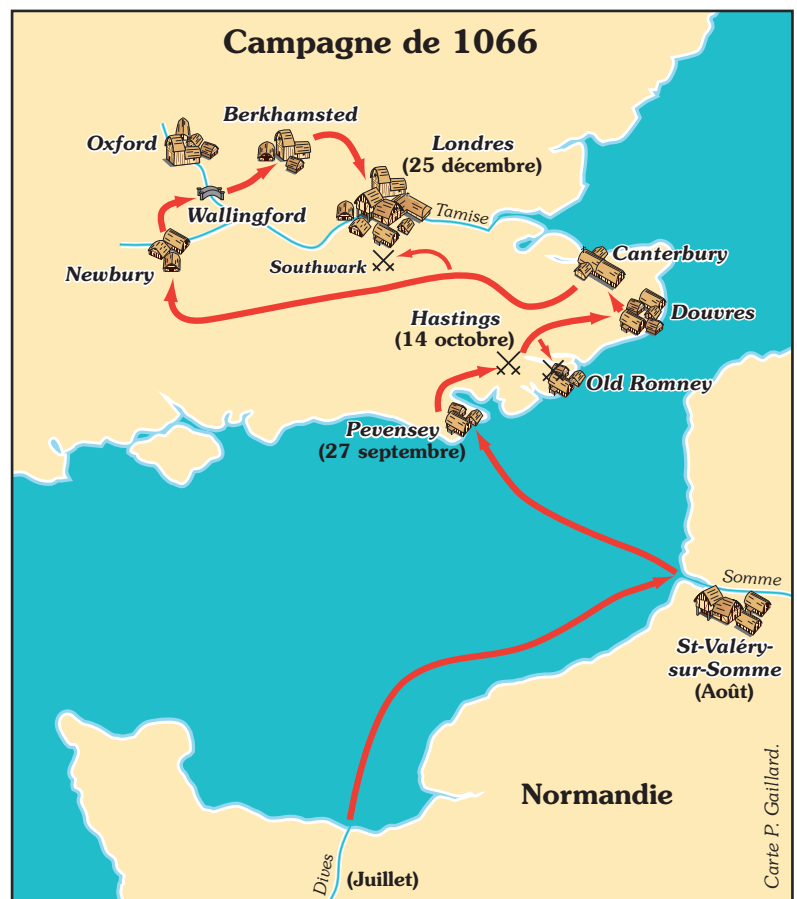 Campagne de 1066
Berkhamsted
Oxford
Londres
(25 décembre)
Wallingford
Tamise
Newbury
Southwark
Canterbury
Hastings
(14 octobre)
Douvres
Old Romney
Pevensey
(27 septembre)
Somme
St-Valéry-
sur-Somme
(Août)
Normandie
Dives
(Juillet)
Carte P. Gaillard.